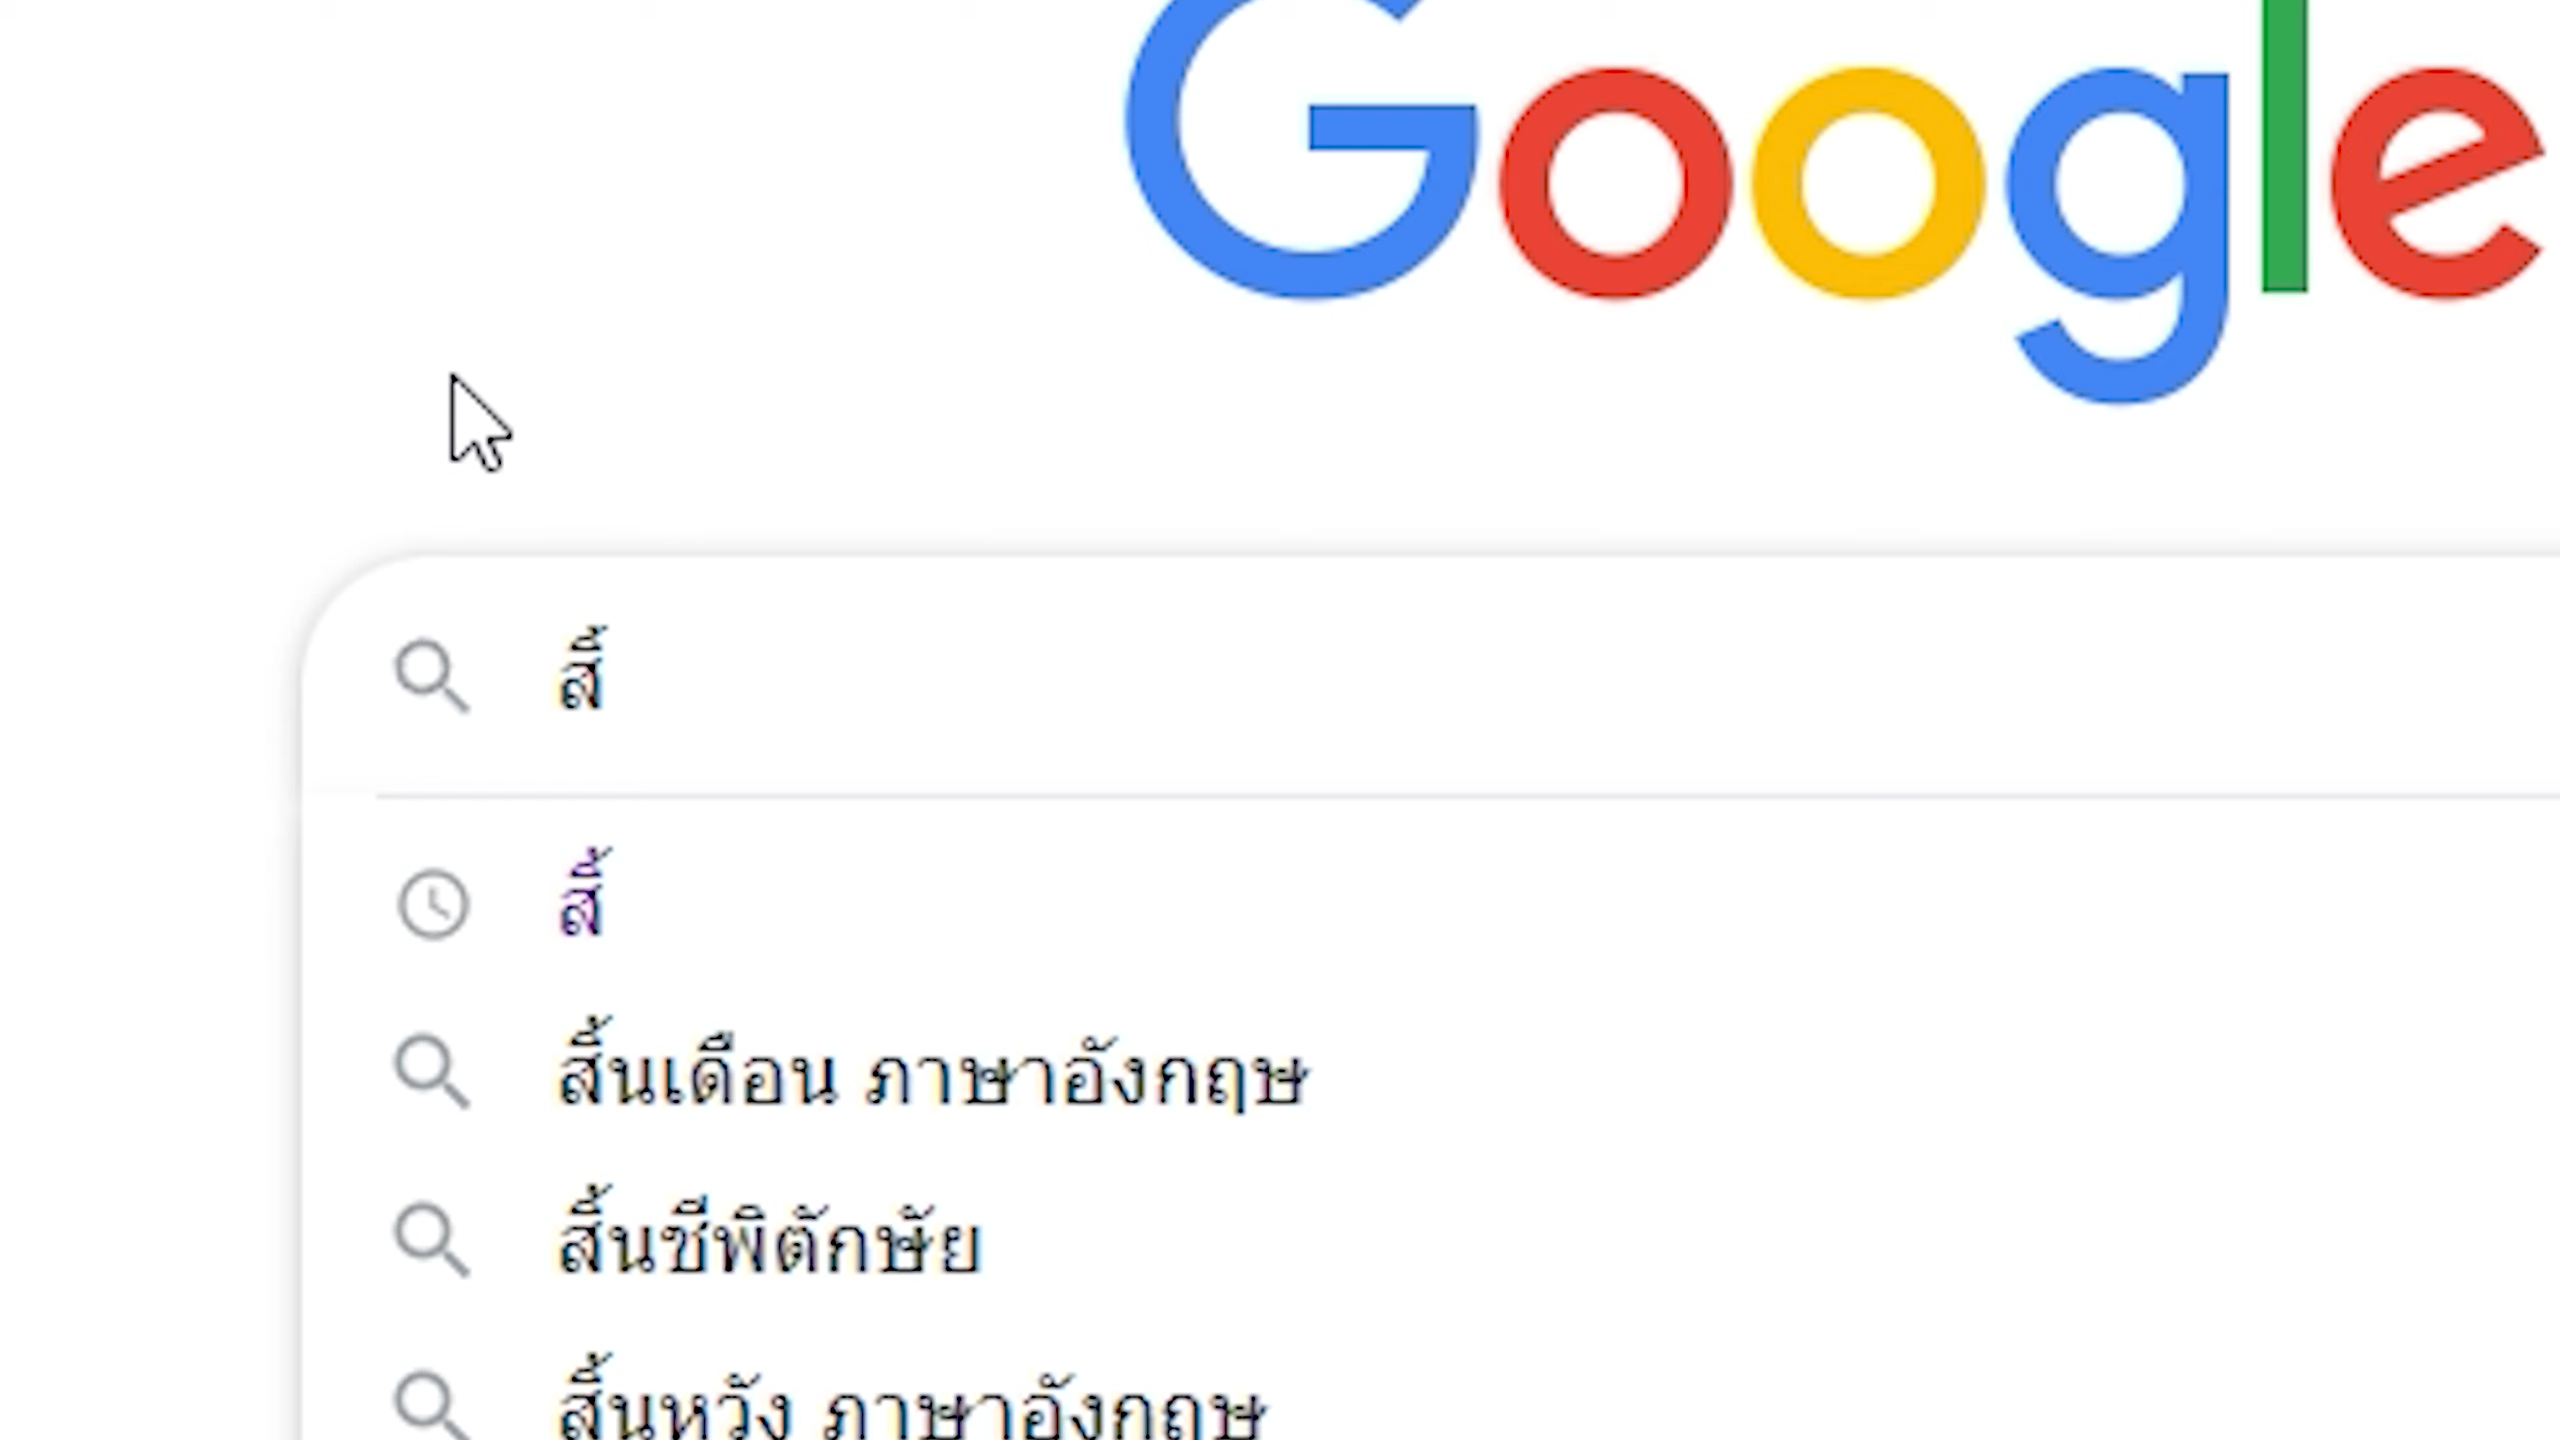 Google
สิ้
สิ้
สิ้นเดือน ภาษาอังกฤษ
สิ้นชีพิตักษัย
สิ้นหวัง ภาษาอังกฤษ